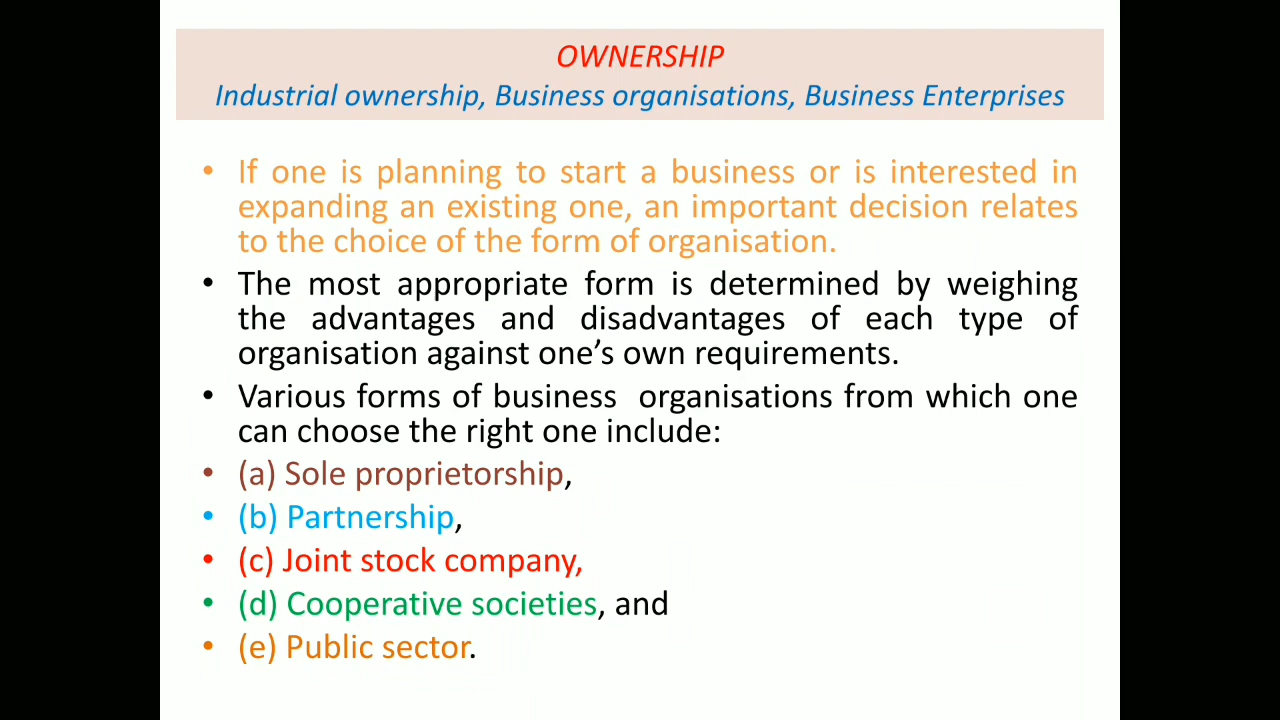 OWNERSHIP
Industrial ownership, Business organisations, Business Enterprises
• If one is planning to start a business or is interested in
expanding an existing one, an important decision relates
to the choice of the form of organisation.
• The most appropriate form is determined by weighing
the advantages and disadvantages of each type of
organisation against one’s own requirements.
• Various forms of business organisations from which one
can choose the right one include:
• (a) Sole proprietorship,
• (b) Partnership,
• (c) Joint stock company,
• (d) Cooperative societies, and
• (e) Public sector.